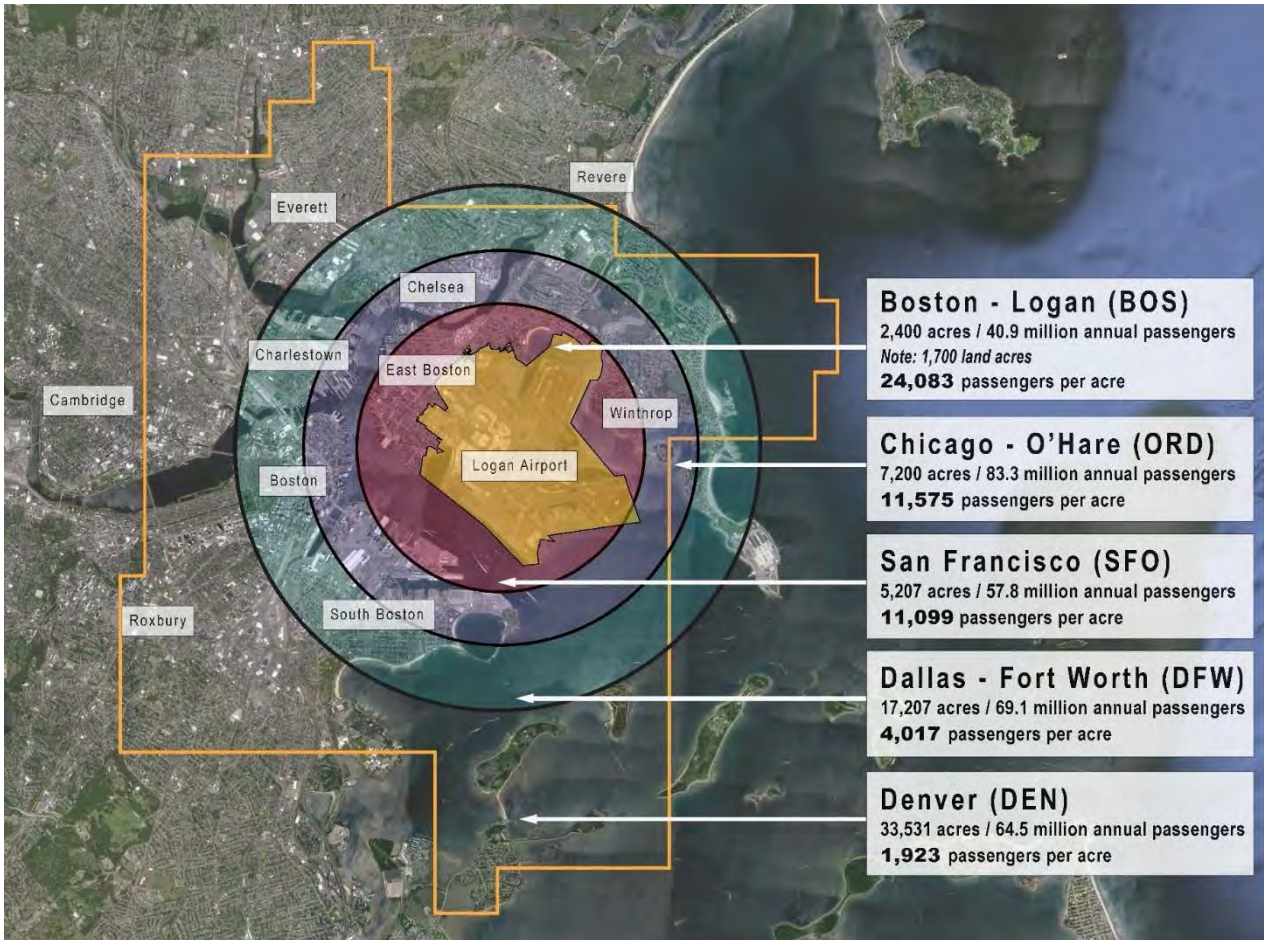 Revere
Everett
Chelsea
Charlestown
East Boston
Cambridge
Winthrop
Logan Airport
Boston
South Boston
Roxbury
Boston - Logan (BOS)
2,400 acres / 40.9 million annual passengers
Note: 1,700 land acres
24,083 passengers per acre
Chicago - O'Hare (ORD)
7,200 acres / 83.3 million annual passengers
11,575 passengers per acre
San Francisco (SFO)
5,207 acres / 57.8 million annual passengers
11,099 passengers per acre
Dallas - Fort Worth (DFW)
17,207 acres / 69.1 million annual passengers
4,017 passengers per acre
Denver (DEN)
33,531 acres / 64.5 million annual passengers
1,923 passengers per acre